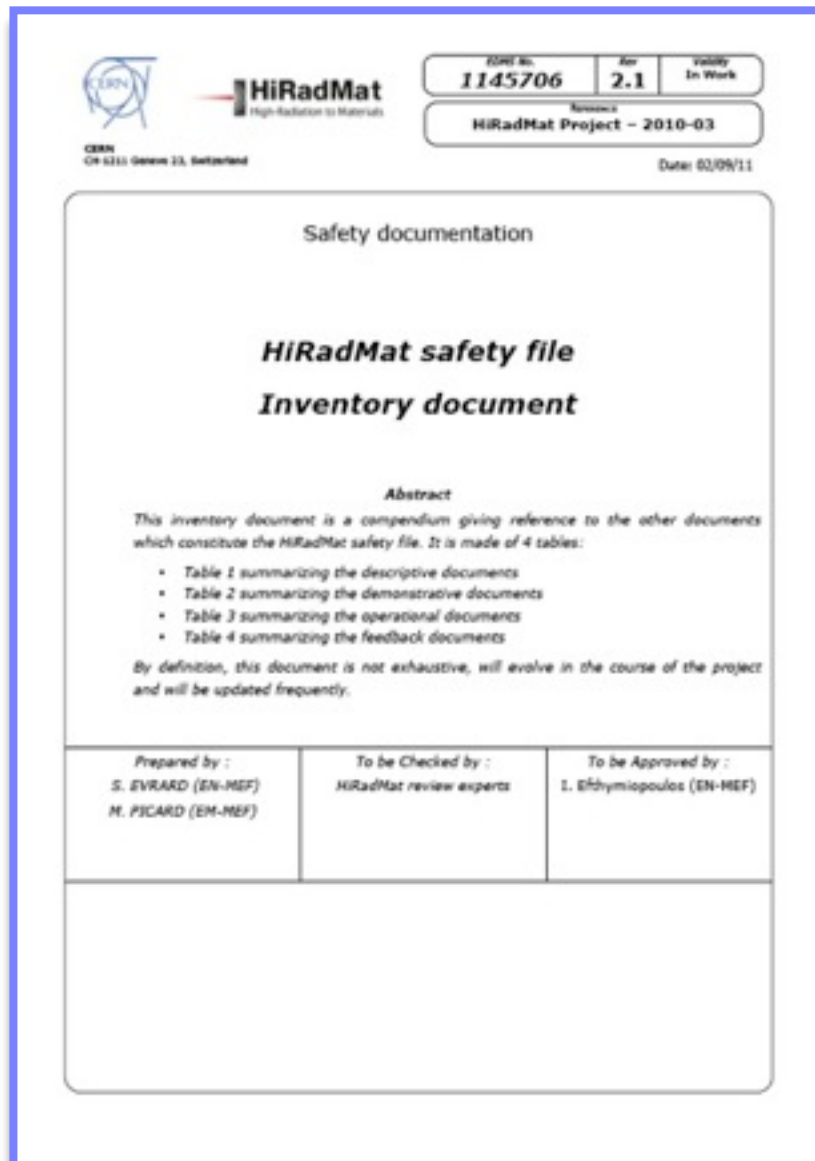 CERN
HiRadMat
High-Radiation to Materials
CERN
CH-1211 Geneve 23, Switzerland
EDMS No.
1145706
Rev
2.1
Validity
In Work
Reference
HiRadMat Project – 2010-03
Date: 02/09/11
Safety documentation
HiRadMat safety file
Inventory document
Abstract
This inventory document is a compendium giving reference to the other documents
which constitute the HiRadMat safety file. It is made of 4 tables:
• Table 1 summarizing the descriptive documents
• Table 2 summarizing the demonstrative documents
• Table 3 summarizing the operational documents
• Table 4 summarizing the feedback documents
By definition, this document is not exhaustive, will evolve in the course of the project
and will be updated frequently.
Prepared by :
S. EVRARD (EN-MEF)
M. PICARD (EM-MEF)
To be Checked by :
HiRadMat review experts
To be Approved by :
I. Efthymiopoulos (EN-MEF)